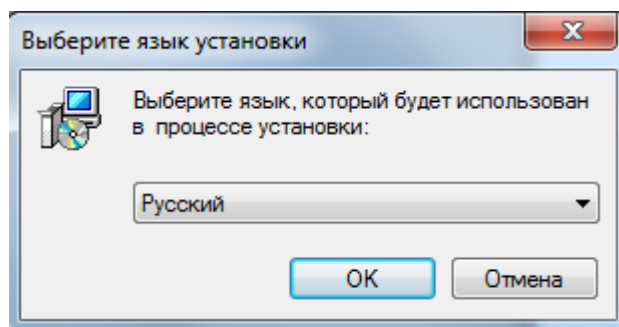 Выберите язык установки
Выберите язык, который будет использован
в процессе установки:
Русский
OK
Отмена